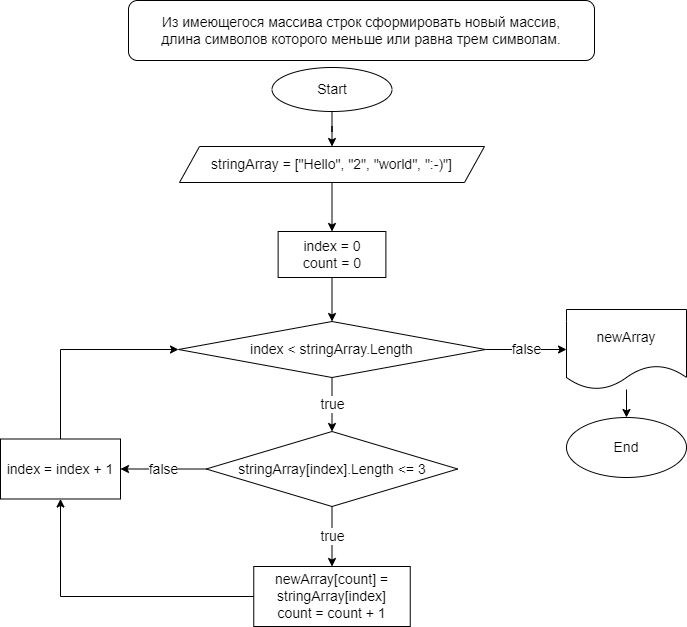 Из имеющегося массива строк сформировать новый массив,
длина символов которого меньше или равна трем символам.
Start
stringArray = ["Hello", "2", "world", ":-)"]
index = 0
count = 0
index < stringArray.Length
false
newArray
true
End
index = index + 1
false
stringArray[index].Length <= 3
true
newArray[count] =
stringArray[index]
count = count + 1